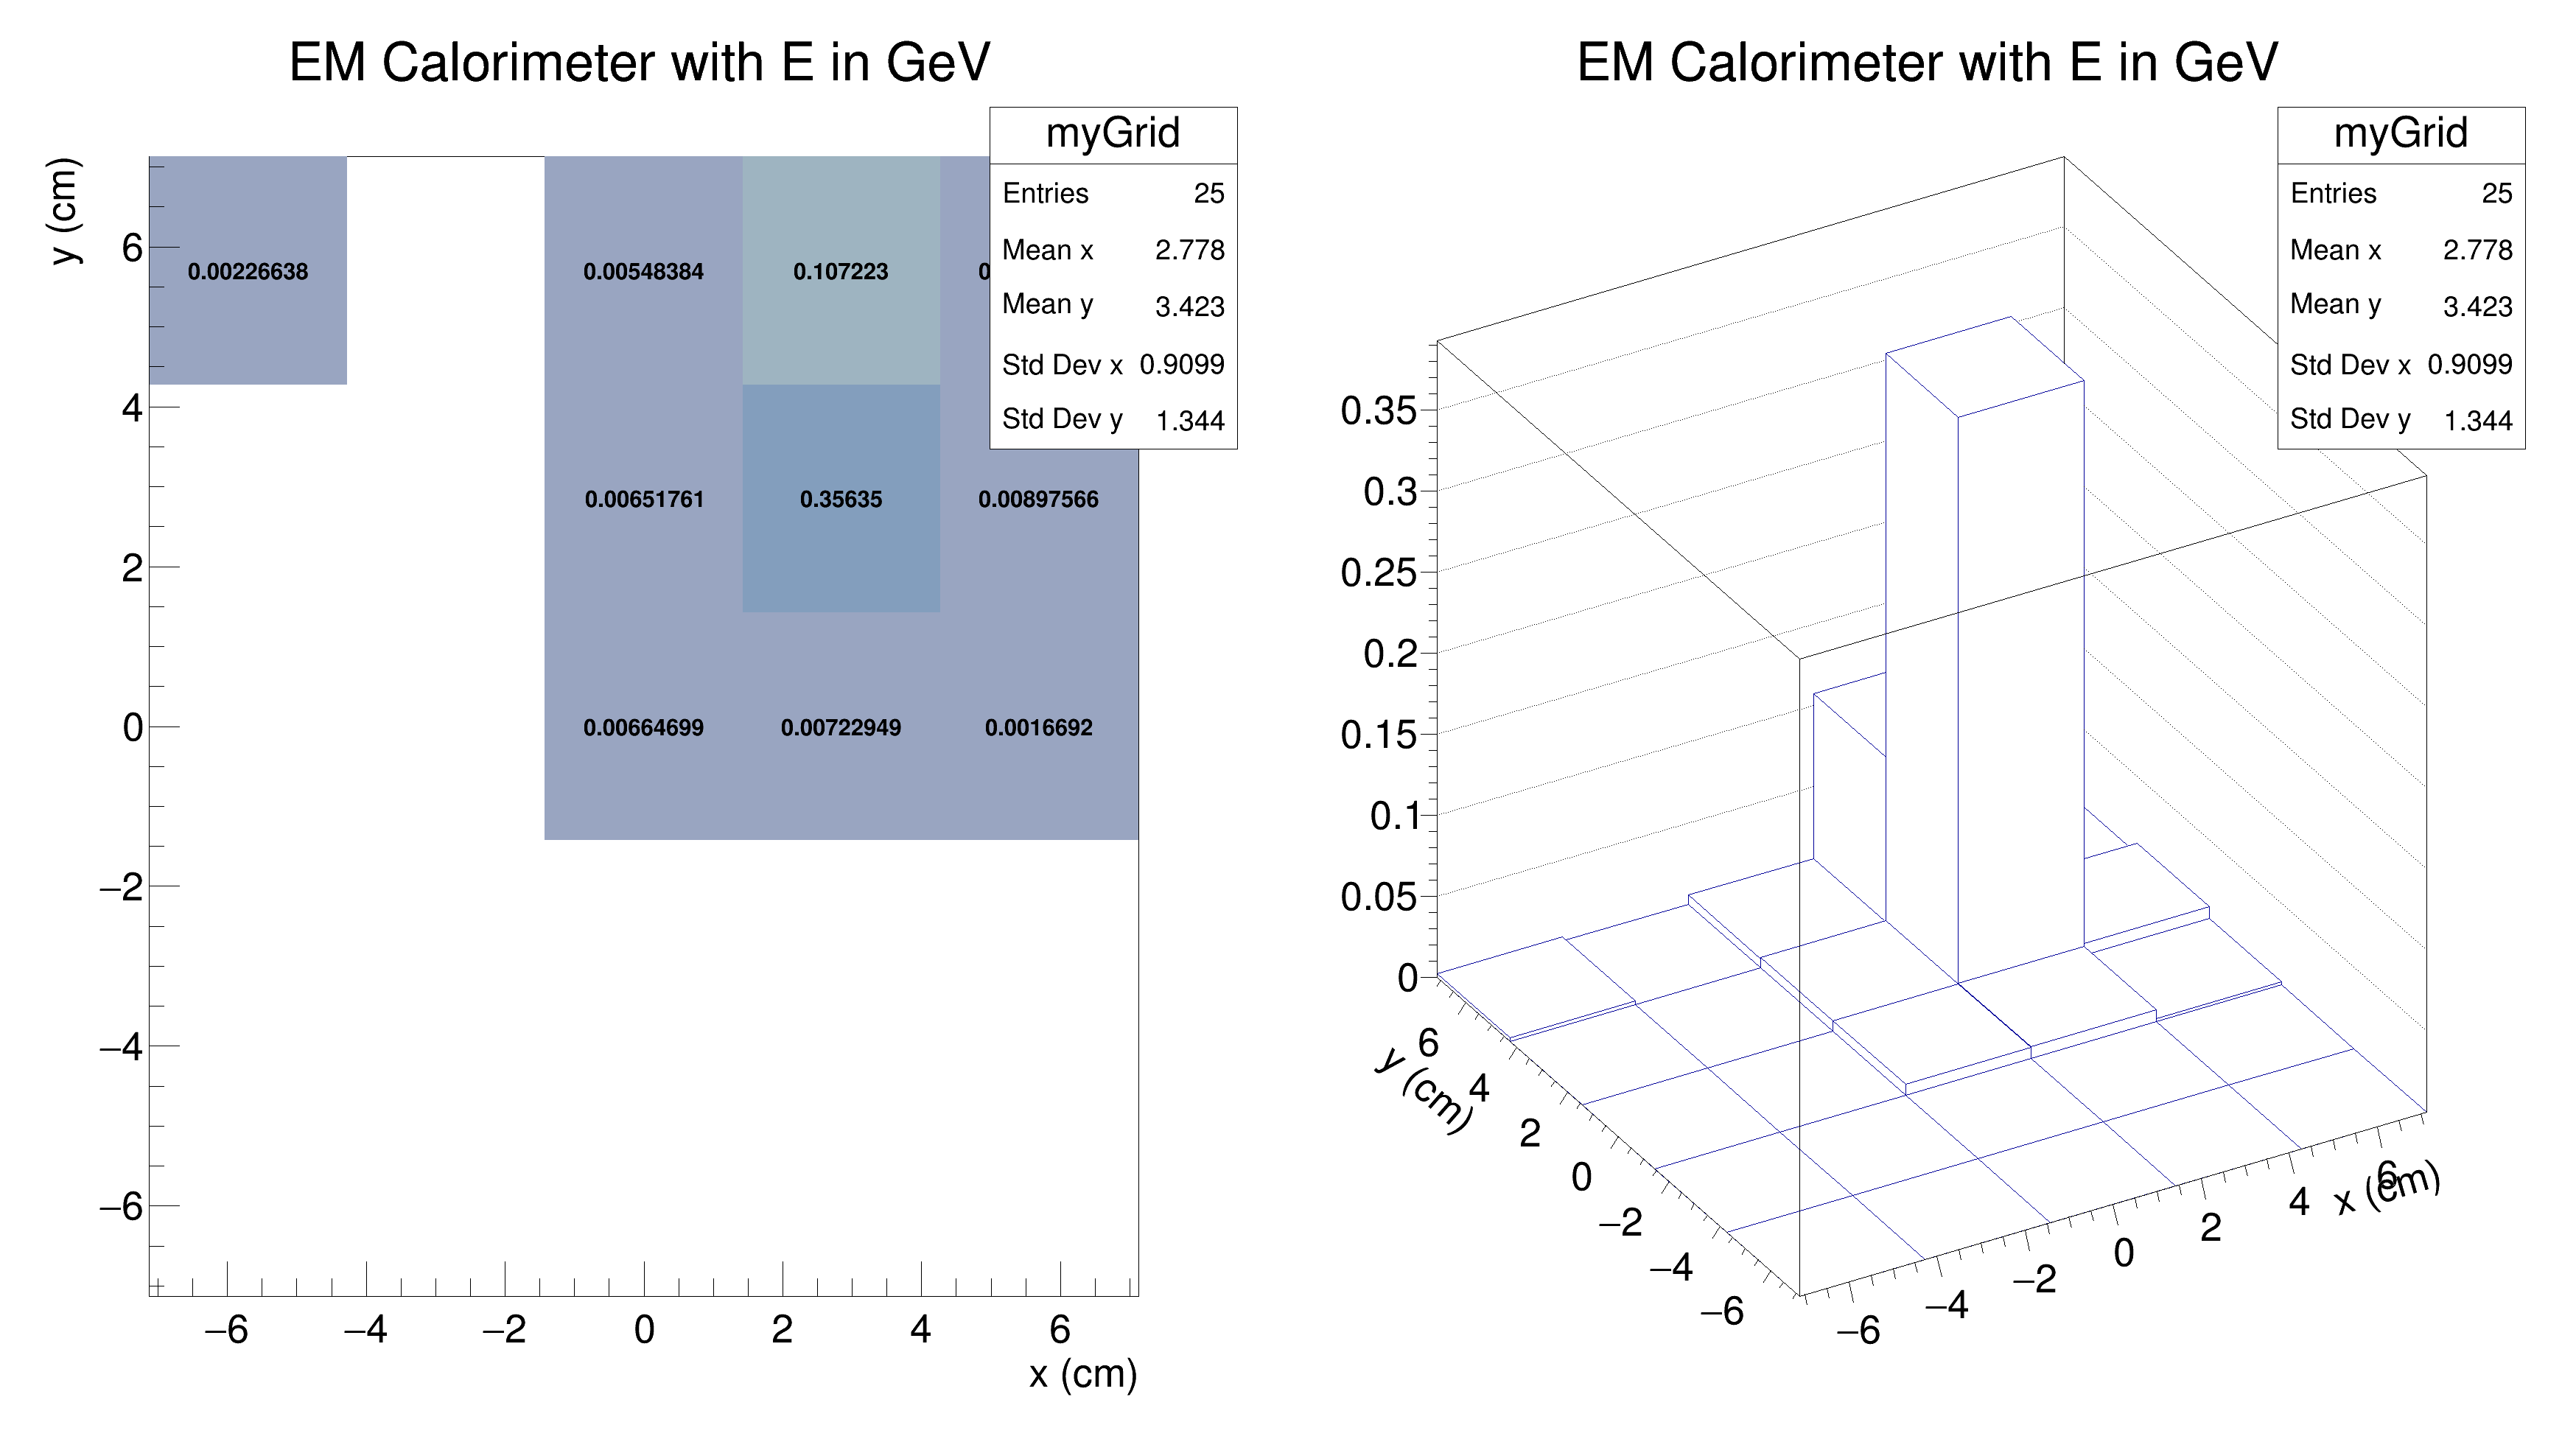 EM Calorimeter with E in GeV
myGrid
Entries 25
Mean x 2.778
Mean y 3.423
Std Dev x 0.9099
Std Dev y 1.344
y (cm)
6
4
2
0
−2
−4
−6
0.00226638 0.00548384 0.107223
0.00651761 0.35635 0.00897566
0.00664699 0.00722949 0.0016692
−6 −4 −2 0 2 4 6
x (cm)
EM Calorimeter with E in GeV
myGrid
Entries 25
Mean x 2.778
Mean y 3.423
Std Dev x 0.9099
Std Dev y 1.344
0.35
0.3
0.25
0.2
0.15
0.1
0.05
0
6
4
2
0
−2
−4
−6
y (cm)
−6 −4 −2 0 2 4 6
x (cm)